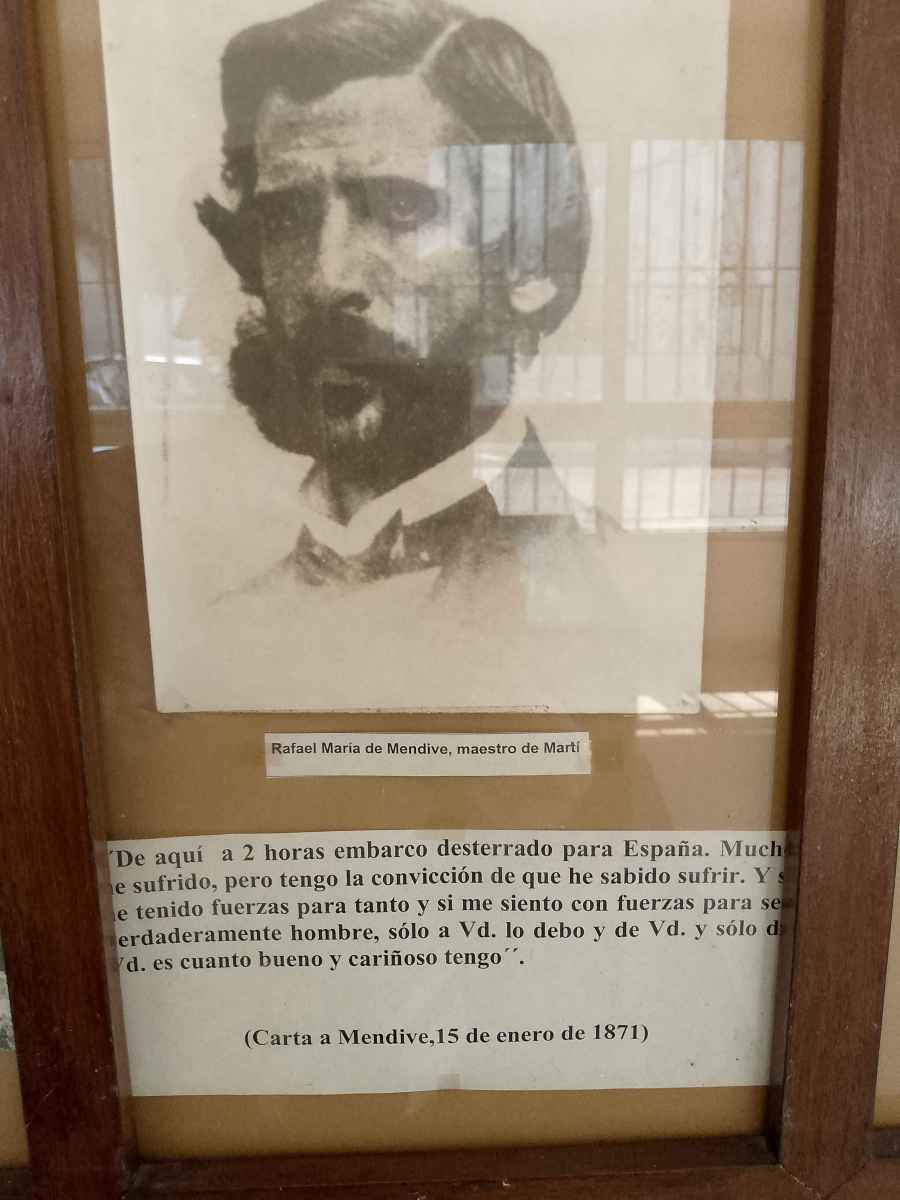 Rafael María de Mendive, maestro de Martí
´De aquí a 2 horas embarco desterrado para España. Much
e sufrido, pero tengo la convicción de que he sabido sufrir. Y s
e tenido fuerzas para tanto y si me siento con fuerzas para se
erdaderamente hombre, sólo a Vd. lo debo y de Vd. y sólo d
Vd. es cuanto bueno y cariñoso tengo´´.
(Carta a Mendive,15 de enero de 1871)